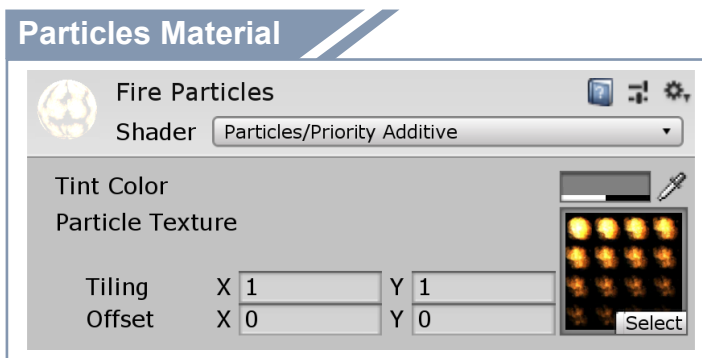 Particles Material
Fire Particles
Shader Particles/Priority Additive
Tint Color
Particle Texture
Tiling X 1 Y 1
Offset X 0 Y 0
Select